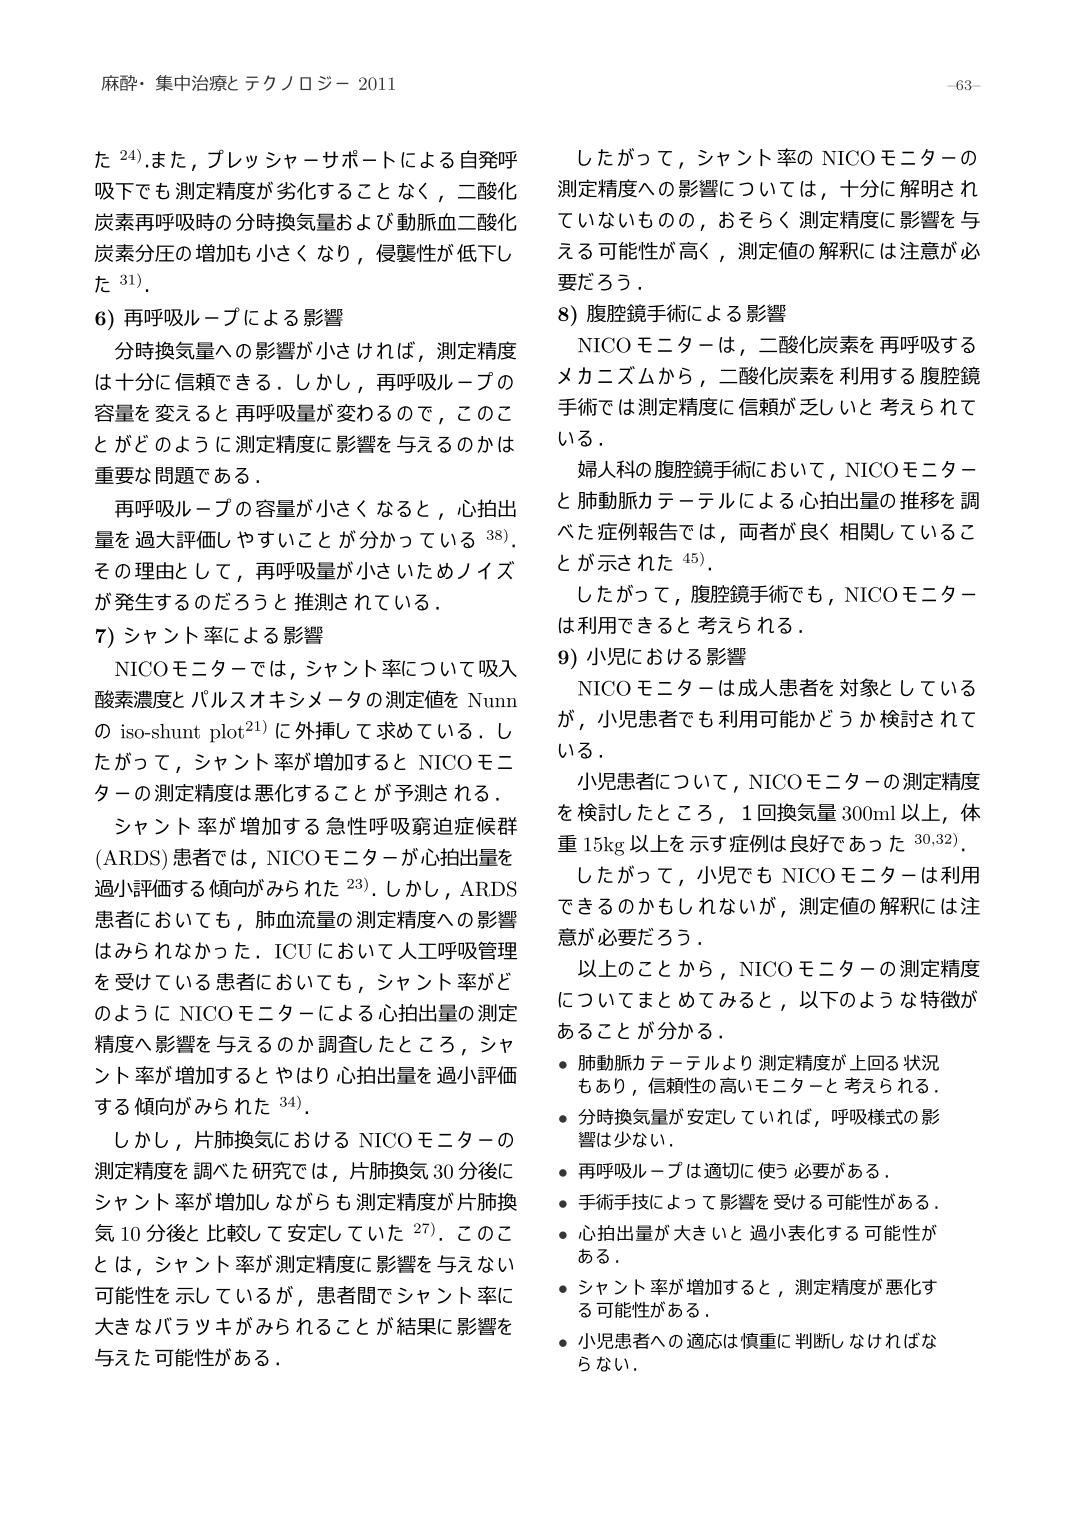 麻酔・集中治療とテクノロジー 2011
–63–
た 24).また，プレッシャーサポートによる自発呼
吸下でも測定精度が劣化することなく，二酸化
炭素再呼吸時の分時換気量および動脈血二酸化
炭素分圧の増加も小さくなり，侵襲性が低下し
た 31)．
6) 再呼吸ループによる影響
分時換気量への影響が小さければ，測定精度
は十分に信頼できる．しかし，再呼吸ループの
容量を変えると再呼吸量が変わるので，このこ
とがどのように測定精度に影響を与えるのかは
重要な問題である．
再呼吸ループの容量が小さくなると，心拍出
量を過大評価しやすいことが分かっている 38)．
その理由として，再呼吸量が小さいためノイズ
が発生するのだろうと推測されている．
7) シャント率による影響
NICOモニターでは，シャント率について吸入
酸素濃度とパルスオキシメータの測定値を Nunn
の iso-shunt plot21) に外挿して求めている．し
たがって，シャント率が増加すると NICOモニ
ターの測定精度は悪化することが予測される．
シャント率が増加する急性呼吸窮迫症候群
(ARDS) 患者では，NICOモニターが心拍出量を
過小評価する傾向がみられた 23)．しかし，ARDS
患者においても，肺血流量の測定精度への影響
はみられなかった．ICU において人工呼吸管理
を受けている患者においても，シャント率がど
のように NICOモニターによる心拍出量の測定
精度へ影響を与えるのか調査したところ，シャ
ント率が増加するとやはり心拍出量を過小評価
する傾向がみられた 34)．
しかし，片肺換気における NICOモニターの
測定精度を調べた研究では，片肺換気 30 分後に
シャント率が増加しながらも測定精度が片肺換
気 10 分後と比較して安定していた 27)．このこ
とは，シャント率が測定精度に影響を与えない
可能性を示しているが，患者間でシャント率に
大きなバラツキがみられることが結果に影響を
与えた可能性がある．
したがって，シャント率の NICOモニターの
測定精度への影響については，十分に解明され
ていないものの，おそらく測定精度に影響を与
える可能性が高く，測定値の解釈には注意が必
要だろう．
8) 腹腔鏡手術による影響
NICOモニターは，二酸化炭素を再呼吸する
メカニズムから，二酸化炭素を利用する腹腔鏡
手術では測定精度に信頼が乏しいと考えられて
いる．
婦人科の腹腔鏡手術において，NICOモニター
と肺動脈カテーテルによる心拍出量の推移を調
べた症例報告では，両者が良く相関しているこ
とが示された 45)．
したがって，腹腔鏡手術でも，NICOモニター
は利用できると考えられる．
9) 小児における影響
NICOモニターは成人患者を対象としている
が，小児患者でも利用可能かどうか検討されて
いる．
小児患者について，NICOモニターの測定精度
を検討したところ，１回換気量 300ml 以上，体
重 15kg 以上を示す症例は良好であった 30,32)．
したがって，小児でも NICOモニターは利用
できるのかもしれないが，測定値の解釈には注
意が必要だろう．
以上のことから，NICOモニターの測定精度
についてまとめてみると，以下のような特徴が
あることが分かる．
• 肺動脈カテーテルより測定精度が上回る状況
もあり，信頼性の高いモニターと考えられる．
• 分時換気量が安定していれば，呼吸様式の影
響は少ない．
• 再呼吸ループは適切に使う必要がある．
• 手術手技によって影響を受ける可能性がある．
• 心拍出量が大きいと過小表化する可能性が
ある．
• シャント率が増加すると，測定精度が悪化す
る可能性がある．
• 小児患者への適応は慎重に判断しなければな
らない．